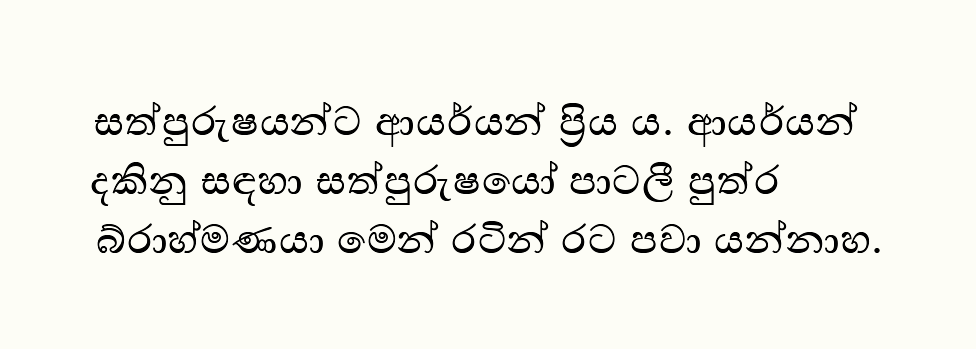 සත්පුරුෂයන්ට ආයර්යන් ප්‍රිය ය. ආයර්යන්
දකිනු සඳහා සත්පුරුෂයෝ පාටලී පුත්ර
බ්රාහ්මණයා මෙන් රටින් රට පවා යන්නාහ.